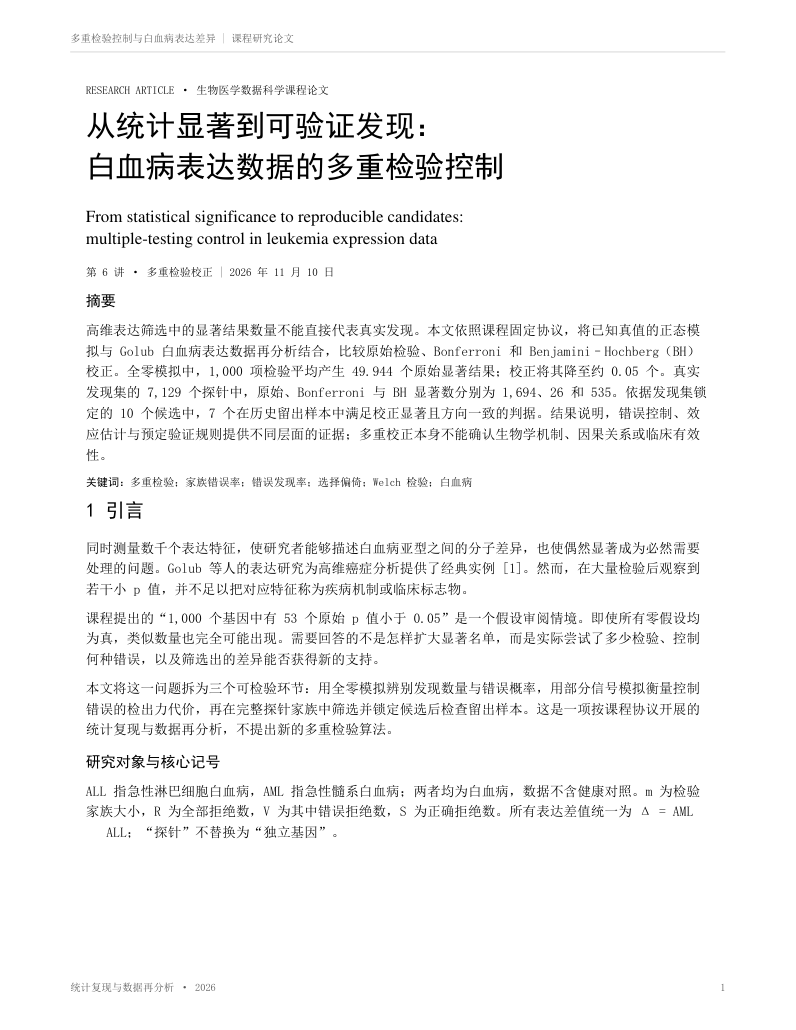 多重检验控制与白血病表达差异 | 课程研究论文
RESEARCH ARTICLE • 生物医学数据科学课程论文
从统计显著到可验证发现：
白血病表达数据的多重检验控制
From statistical significance to reproducible candidates:
multiple-testing control in leukemia expression data
第 6 讲 • 多重检验校正 | 2026 年 11 月 10 日
摘要
高维表达筛选中的显著结果数量不能直接代表真实发现。本文依照课程固定协议，将已知真值的正态模
拟与 Golub 白血病表达数据再分析结合，比较原始检验、Bonferroni 和 Benjamini–Hochberg（BH）
校正。全零模拟中，1,000 项检验平均产生 49.944 个原始显著结果；校正将其降至约 0.05 个。真实
发现集的 7,129 个探针中，原始、Bonferroni 与 BH 显著数分别为 1,694、26 和 535。依据发现集锁
定的 10 个候选中，7 个在历史留出样本中满足校正显著且方向一致的判据。结果说明，错误控制、效
应估计与预定验证规则提供不同层面的证据；多重校正本身不能确认生物学机制、因果关系或临床有效
性。
关键词：多重检验；家族错误率；错误发现率；选择偏倚；Welch 检验；白血病
1 引言
同时测量数千个表达特征，使研究者能够描述白血病亚型之间的分子差异，也使偶然显著成为必然需要
处理的问题。Golub 等人的表达研究为高维癌症分析提供了经典实例 [1]。然而，在大量检验后观察到
若干小 p 值，并不足以把对应特征称为疾病机制或临床标志物。
课程提出的“1,000 个基因中有 53 个原始 p 值小于 0.05”是一个假设审阅情境。即使所有零假设均
为真，类似数量也完全可能出现。需要回答的不是怎样扩大显著名单，而是实际尝试了多少检验、控制
何种错误，以及筛选出的差异能否获得新的支持。
本文将这一问题拆为三个可检验环节：用全零模拟辨别发现数量与错误概率，用部分信号模拟衡量控制
错误的检出力代价，再在完整探针家族中筛选并锁定候选后检查留出样本。这是一项按课程协议开展的
统计复现与数据再分析，不提出新的多重检验算法。
研究对象与核心记号
ALL 指急性淋巴细胞白血病，AML 指急性髓系白血病；两者均为白血病，数据不含健康对照。m 为检验
家族大小，R 为全部拒绝数，V 为其中错误拒绝数，S 为正确拒绝数。所有表达差值统一为 Δ = AML
ALL；“探针”不替换为“独立基因”。
统计复现与数据再分析 • 2026
1